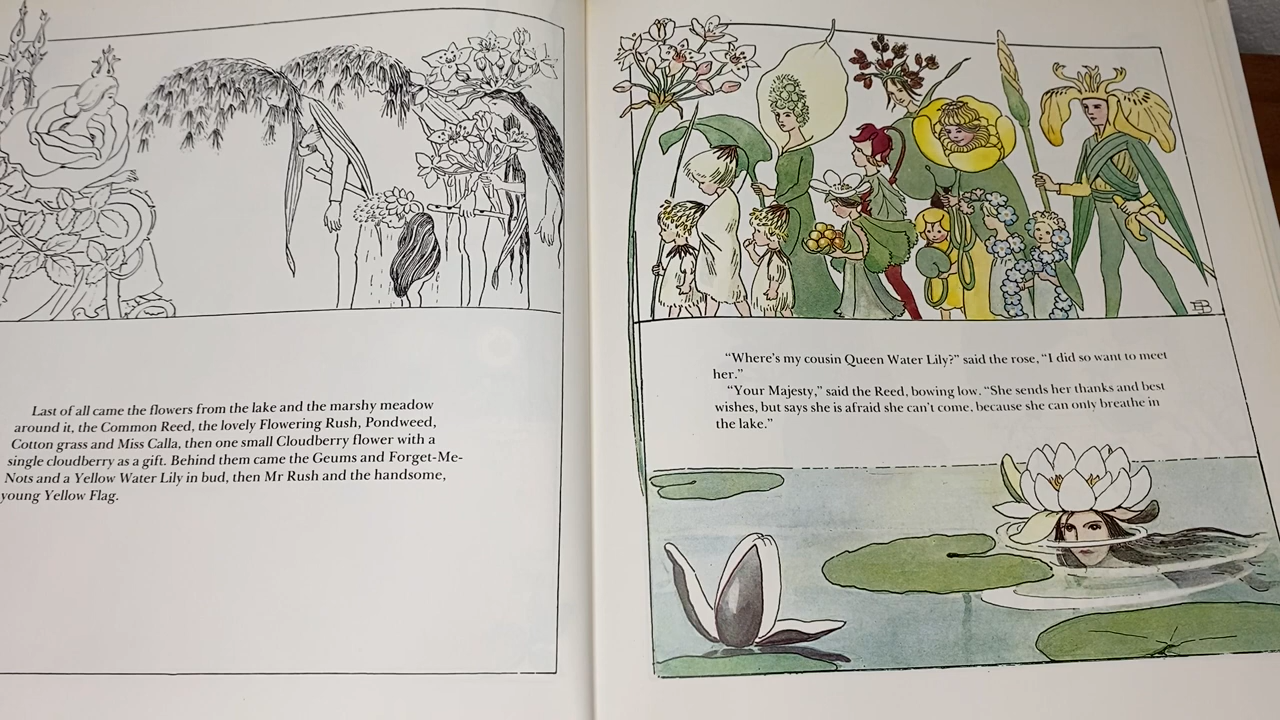 Last of all came the flowers from the lake and the marshy meadow
around it, the Common Reed, the lovely Flowering Rush, Pondweed,
Cotton grass and Miss Calla, then one small Cloudberry flower with a
single cloudberry as a gift. Behind them came the Geums and Forget-Me-
Nots and a Yellow Water Lily in bud, then Mr Rush and the handsome,
young Yellow Flag.
EB
“Where’s my cousin Queen Water Lily?” said the rose, “I did so want to meet
her.”
“Your Majesty,” said the Reed, bowing low. “She sends her thanks and best
wishes, but says she is afraid she can’t come, because she can only breathe in
the lake.”